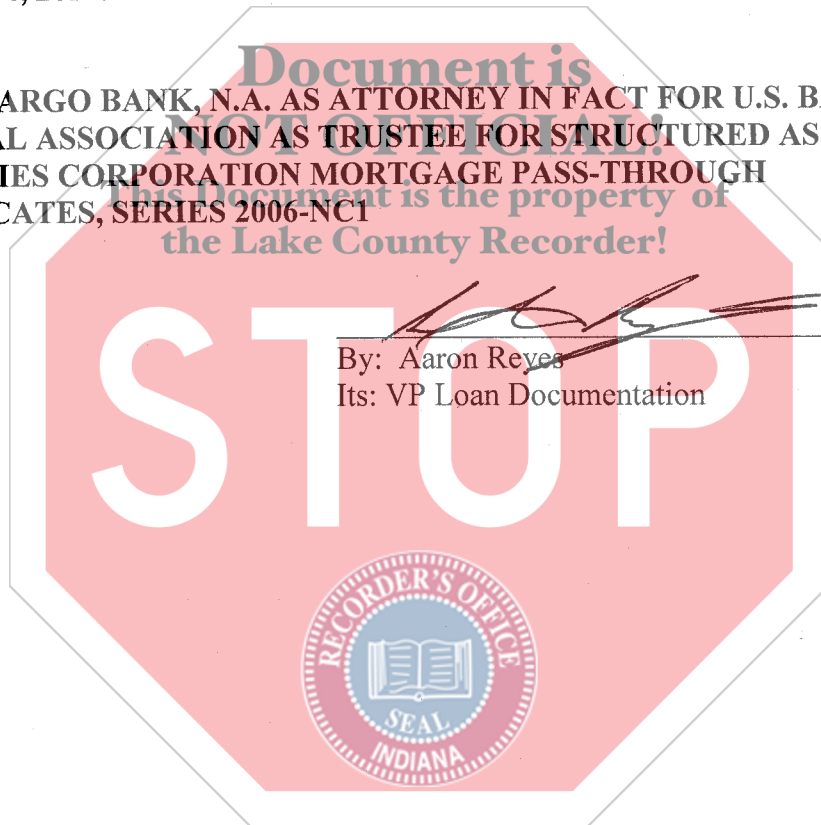 Document is
ARGO BANK, N.A. AS ATTORNEY IN FACT FOR U.S. BA
NOT OFFICIAL!
AL ASSOCIATION AS TRUSTEE FOR STRUCTURED AS
IES CORPORATION MORTGAGE PASS-THROUGH
This Document is the property of
CATES, SERIES 2006-NC1
the Lake County Recorder!
STOP
By: Aaron Reyes
Its: VP Loan Documentation
RECORDER'S OFFICE
SEAL
INDIANA